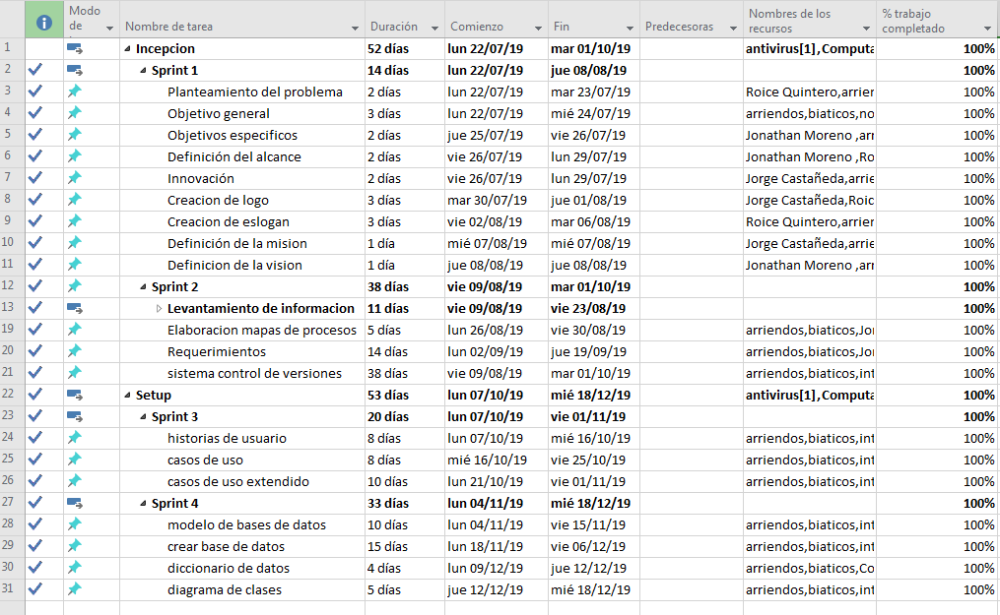 Modo de
Nombre de tarea Duración Comienzo Fin Predecesoras Nombres de los recursos % trabajo completado
1 Incepcion 52 días lun 22/07/19 mar 01/10/19 antivirus[1],Computa 100%
2 Sprint 1 14 días lun 22/07/19 jue 08/08/19 100%
3 Planteamiento del problema 2 días lun 22/07/19 mar 23/07/19 Roice Quintero,arrier 100%
4 Objetivo general 3 días lun 22/07/19 mié 24/07/19 arriendos,biaticos,no 100%
5 Objetivos especificos 2 días jue 25/07/19 vie 26/07/19 Jonathan Moreno ,arr 100%
6 Definición del alcance 2 días vie 26/07/19 lun 29/07/19 Jonathan Moreno ,Ro 100%
7 Innovación 2 días vie 26/07/19 lun 29/07/19 Jorge Castañeda,arrie 100%
8 Creacion de logo 3 días mar 30/07/19 jue 01/08/19 Jorge Castañeda,Roic 100%
9 Creacion de eslogan 3 días vie 02/08/19 mar 06/08/19 Roice Quintero,arrier 100%
10 Definición de la mision 1 día mié 07/08/19 mié 07/08/19 Jorge Castañeda,arrie 100%
11 Definicion de la vision 1 día jue 08/08/19 jue 08/08/19 Jonathan Moreno ,arr 100%
12 Sprint 2 38 días vie 09/08/19 mar 01/10/19 100%
13 Levantamiento de informacion 11 días vie 09/08/19 vie 23/08/19 100%
19 Elaboracion mapas de procesos 5 días lun 26/08/19 vie 30/08/19 arriendos,biaticos,Jor 100%
20 Requerimientos 14 días lun 02/09/19 jue 19/09/19 arriendos,biaticos,Jor 100%
21 sistema control de versiones 38 días vie 09/08/19 mar 01/10/19 arriendos,biaticos,int 100%
22 Setup 53 días lun 07/10/19 mié 18/12/19 antivirus[1],Computa 100%
23 Sprint 3 20 días lun 07/10/19 vie 01/11/19 100%
24 historias de usuario 8 días lun 07/10/19 mié 16/10/19 arriendos,biaticos,int 100%
25 casos de uso 8 días mié 16/10/19 vie 25/10/19 arriendos,biaticos,int 100%
26 casos de uso extendido 10 días lun 21/10/19 vie 01/11/19 arriendos,biaticos,int 100%
27 Sprint 4 33 días lun 04/11/19 mié 18/12/19 100%
28 modelo de bases de datos 10 días lun 04/11/19 vie 15/11/19 arriendos,biaticos,int 100%
29 crear base de datos 15 días lun 18/11/19 vie 06/12/19 arriendos,biaticos,int 100%
30 diccionario de datos 4 días lun 09/12/19 jue 12/12/19 arriendos,biaticos,Co 100%
31 diagrama de clases 5 días jue 12/12/19 mié 18/12/19 arriendos,biaticos,int 100%